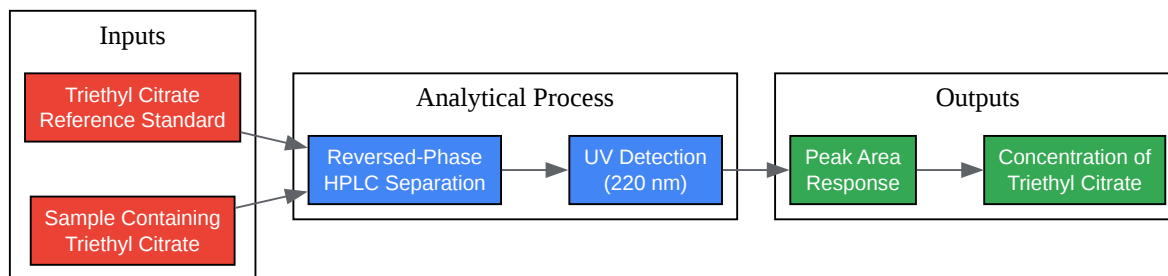 Inputs
Triethyl Citrate
Reference Standard
Sample Containing
Triethyl Citrate
Analytical Process
Reversed-Phase
HPLC Separation
UV Detection
(220 nm)
Outputs
Peak Area
Response
Concentration of
Triethyl Citrate